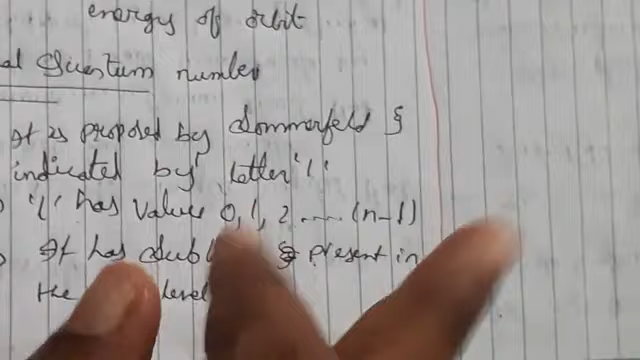 energy of orbit
al Quantum number
It is proposed by Sommerfeld &
indicated by letter 'l'
'l' has value 0, 1, 2 ..... (n-1)
It has & present in
the level